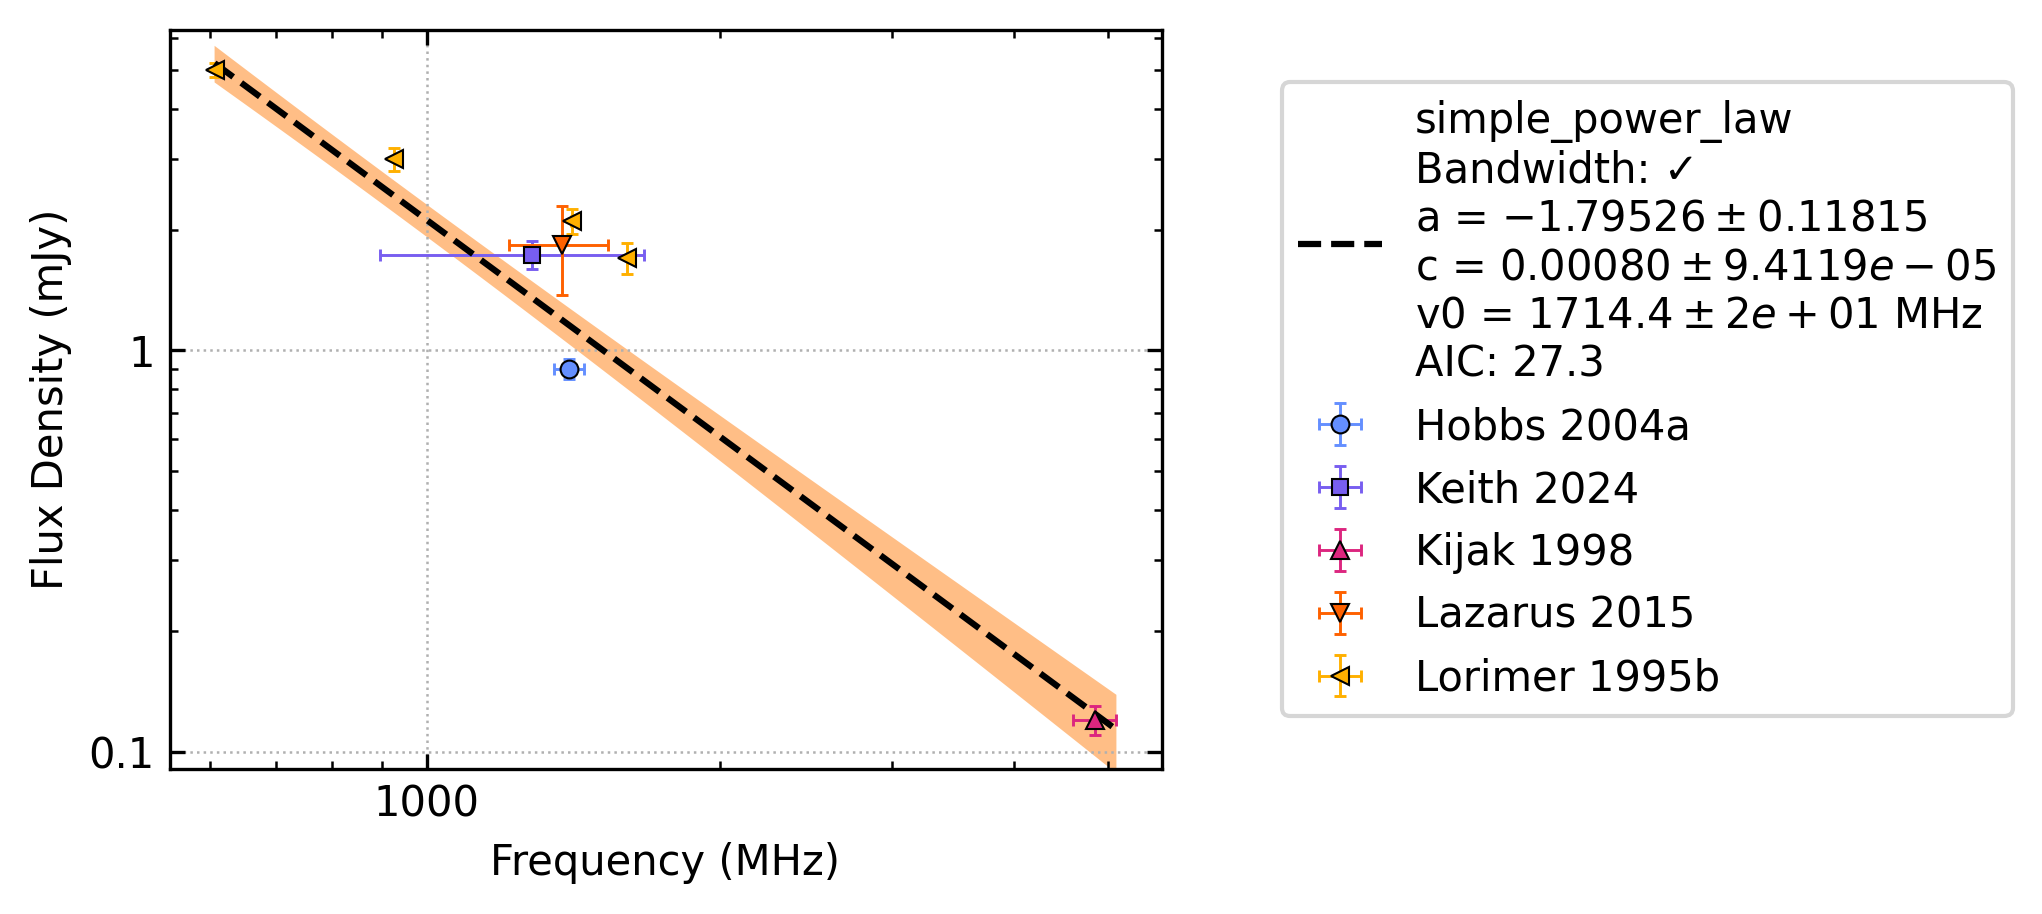 Flux Density (mJy)
1
0.1
1000
Frequency (MHz)
simple_power_law
Bandwidth: ✓
a = −1.79526 ± 0.11815
c = 0.00080 ± 9.4119e − 05
v0 = 1714.4 ± 2e + 01 MHz
AIC: 27.3
Hobbs 2004a
Keith 2024
Kijak 1998
Lazarus 2015
Lorimer 1995b